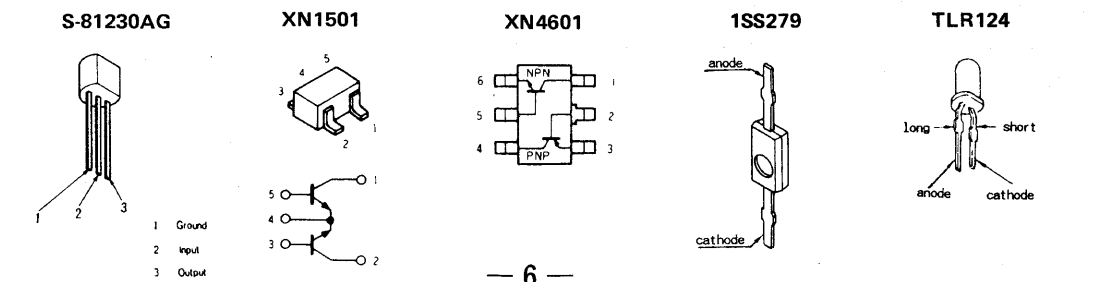 S-81230AG
XN1501
XN4601
1SS279
TLR124
1
2
3
1 Ground
2 Input
3 Output
5
4
3
1
2
5
4
3
1
2
NPN
6
1
5
2
4
3
PNP
anode
cathode
long
short
anode
cathode
— 6 —